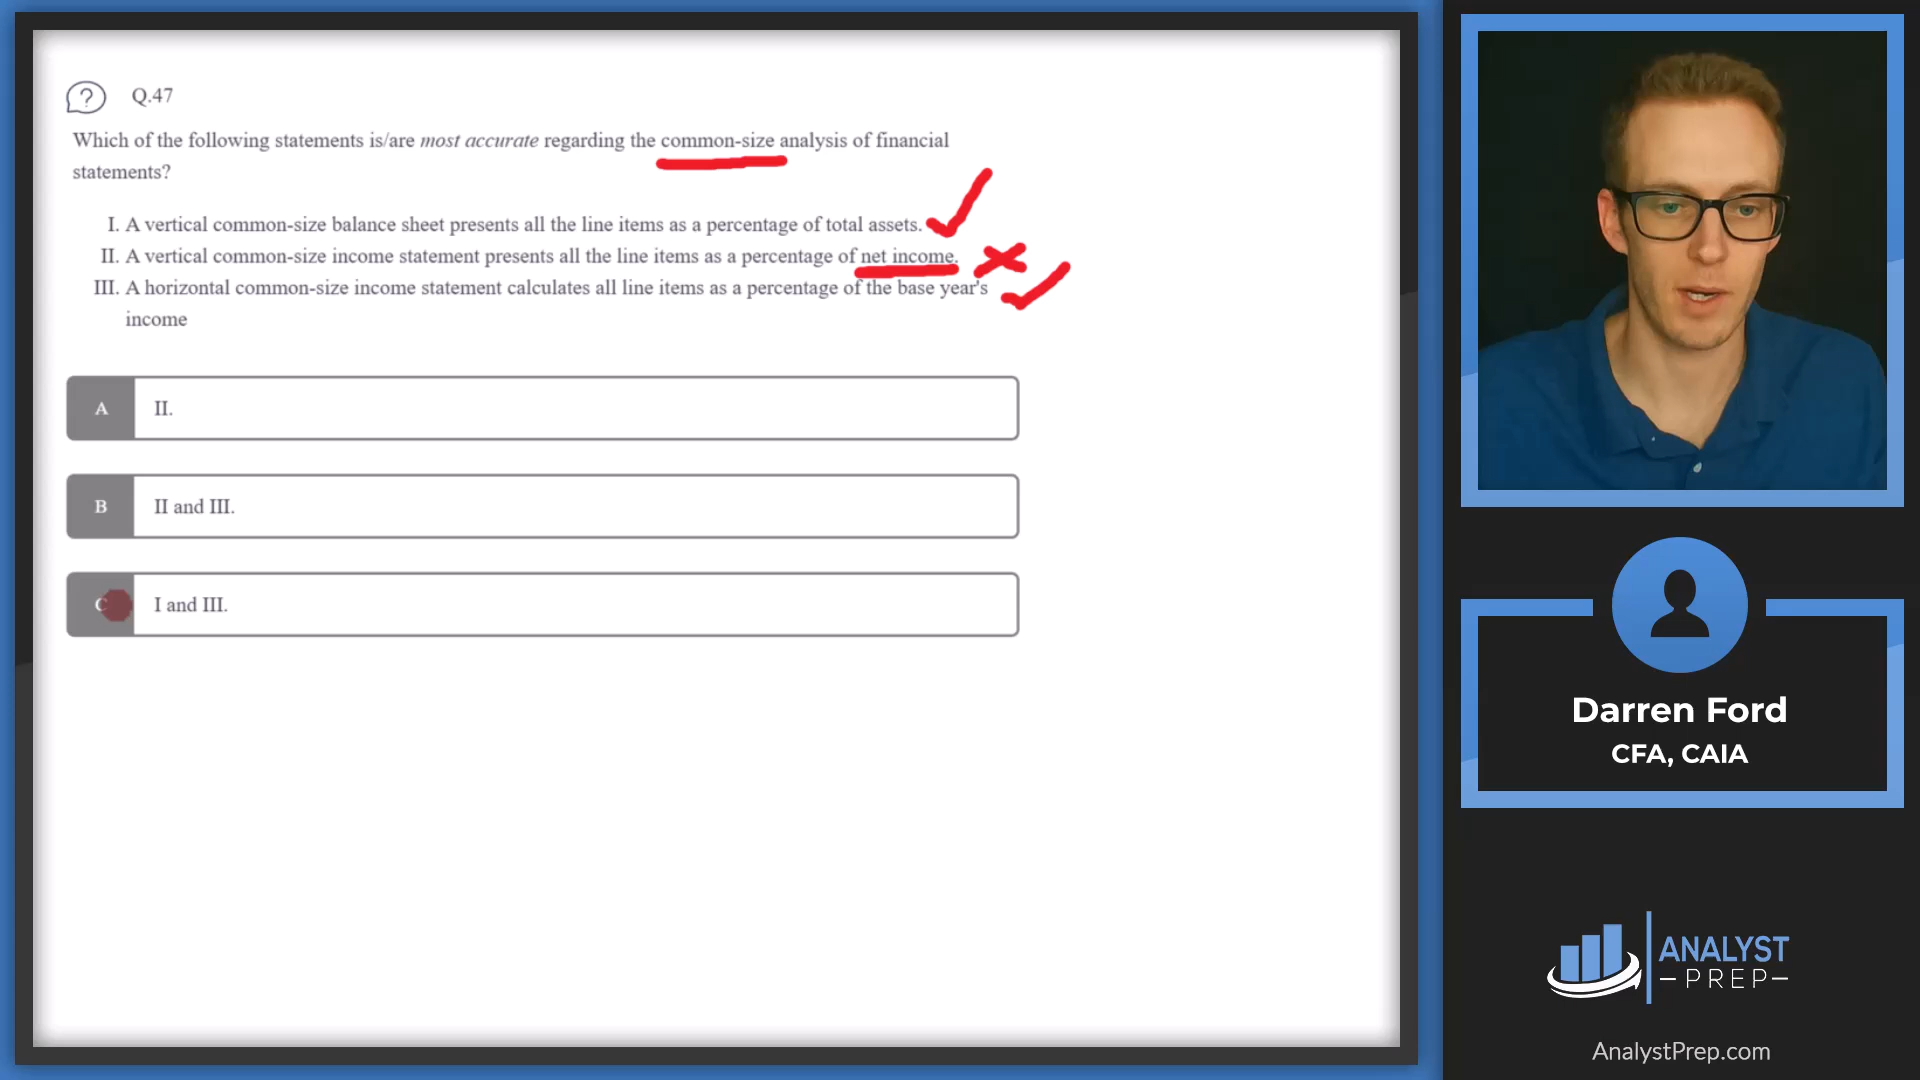 ? Q.47
Which of the following statements is/are most accurate regarding the common-size analysis of financial
statements?
I. A vertical common-size balance sheet presents all the line items as a percentage of total assets.
II. A vertical common-size income statement presents all the line items as a percentage of net income.
III. A horizontal common-size income statement calculates all line items as a percentage of the base year's
income
A II.
B II and III.
C I and III.
Darren Ford
CFA, CAIA
ANALYST
PREP
AnalystPrep.com